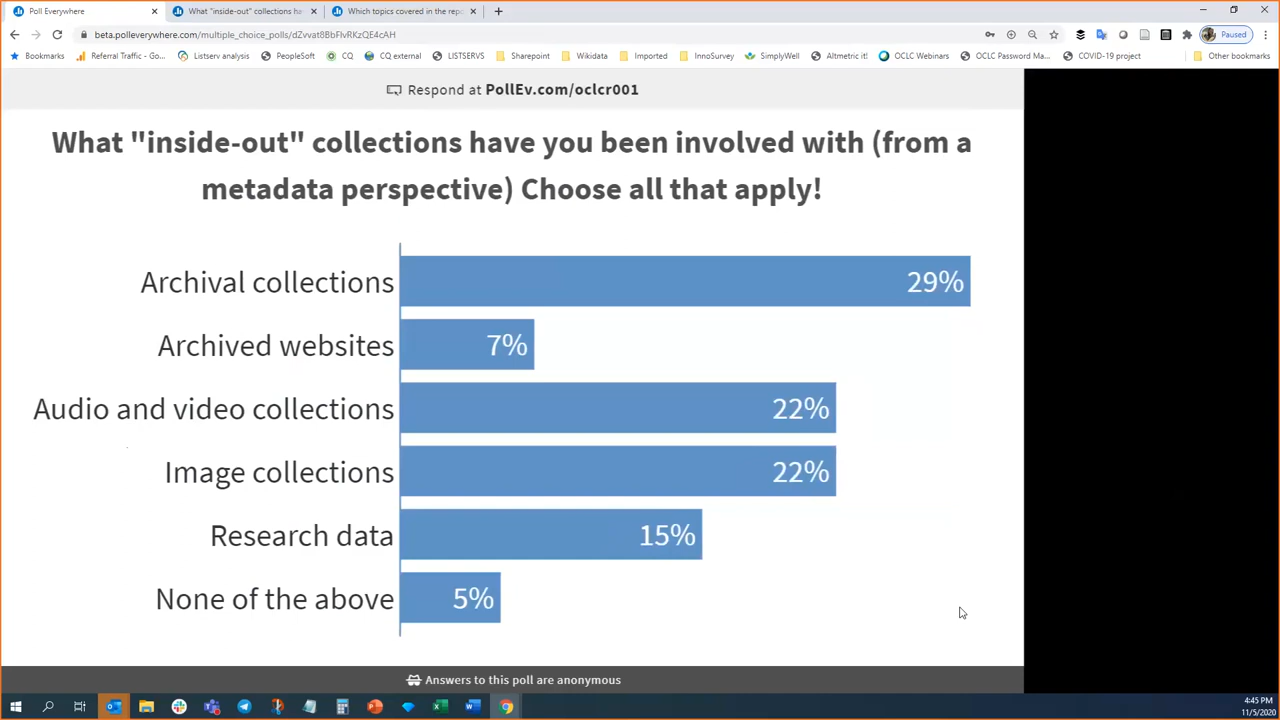 Poll Everywhere
What "inside-out" collections ha
Which topics covered in the repo
beta.polleverywhere.com/multiple_choice_polls/dZvvat8BbFlvRKzQE4cAH
Paused
Bookmarks
Referral Traffic - Go...
Listserv analysis
PeopleSoft
CQ
CQ external
LISTSERVS
Sharepoint
Wikidata
Imported
InnoSurvey
SimplyWell
Altmetric it!
OCLC Webinars
OCLC Password Ma...
COVID-19 project
Other bookmarks
Respond at PollEv.com/oclcr001
What "inside-out" collections have you been involved with (from a
metadata perspective) Choose all that apply!
Archival collections 29%
Archived websites 7%
Audio and video collections 22%
Image collections 22%
Research data 15%
None of the above 5%
Answers to this poll are anonymous
4:45 PM
11/5/2020